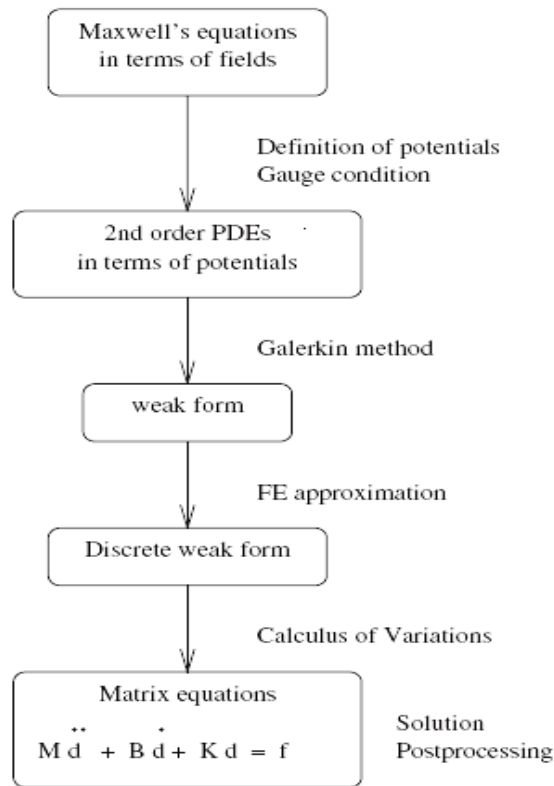 Maxwell's equations
in terms of fields
Definition of potentials
Gauge condition
2nd order PDEs
in terms of potentials
Galerkin method
weak form
FE approximation
Discrete weak form
Calculus of Variations
Matrix equations
M d̈ + B ḋ + K d = f
Solution
Postprocessing